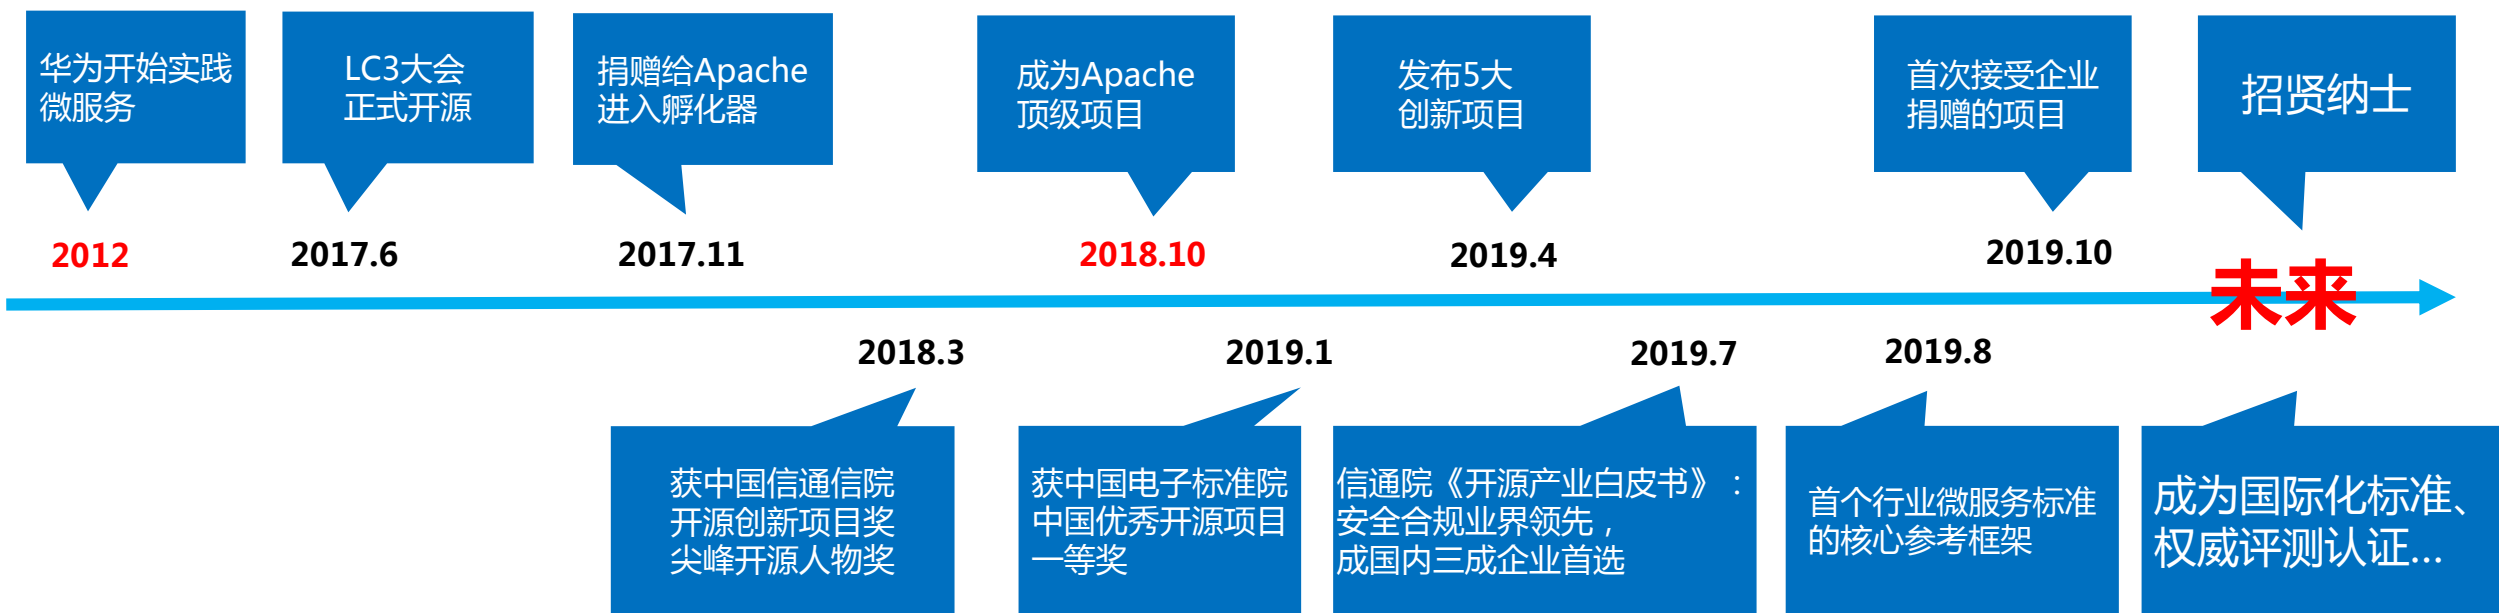 华为开始实践
微服务
LC3大会
正式开源
捐赠给Apache
进入孵化器
成为Apache
顶级项目
发布5大
创新项目
首次接受企业
捐赠的项目
招贤纳士
2012
2017.6
2017.11
2018.10
2019.4
2019.10
未来
2018.3
2019.1
2019.7
2019.8
获中国信通信院
开源创新项目奖
尖峰开源人物奖
获中国电子标准院
中国优秀开源项目
一等奖
信通院《开源产业白皮书》：
安全合规业界领先，
成国内三成企业首选
首个行业微服务标准
的核心参考框架
成为国际化标准、
权威评测认证...